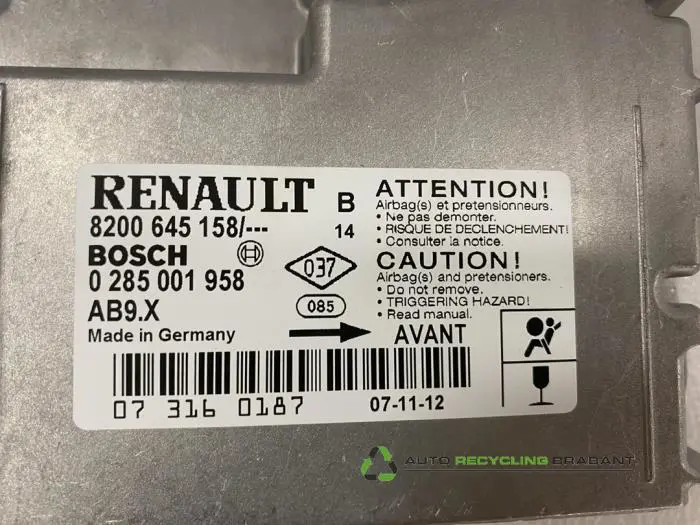 RENAULT B
8200 645 158/--- 14
BOSCH
0 285 001 958
AB9.X
Made in Germany
037
085
AVANT
ATTENTION!
Airbag(s) et pretensionneurs.
• Ne pas demonter.
• RISQUE DE DECLENCHEMENT!
• Consulter la notice.
CAUTION!
Airbag(s) and pretensioners.
• Do not remove.
• TRIGGERING HAZARD!
• Read manual.
07 316 0187
07-11-12
AUTO RECYCLING BRABANT